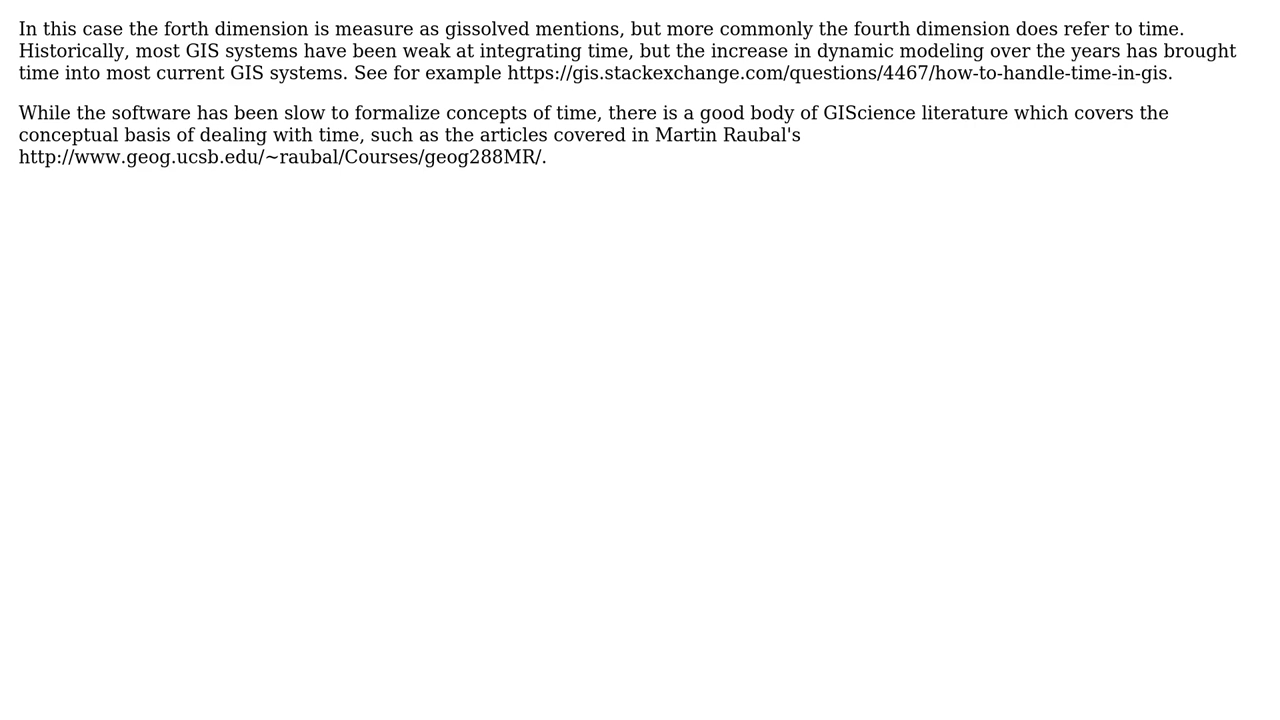 In this case the forth dimension is measure as gissolved mentions, but more commonly the fourth dimension does refer to time.
Historically, most GIS systems have been weak at integrating time, but the increase in dynamic modeling over the years has brought
time into most current GIS systems. See for example https://gis.stackexchange.com/questions/4467/how-to-handle-time-in-gis.
While the software has been slow to formalize concepts of time, there is a good body of GIScience literature which covers the
conceptual basis of dealing with time, such as the articles covered in Martin Raubal's
http://www.geog.ucsb.edu/~raubal/Courses/geog288MR/.